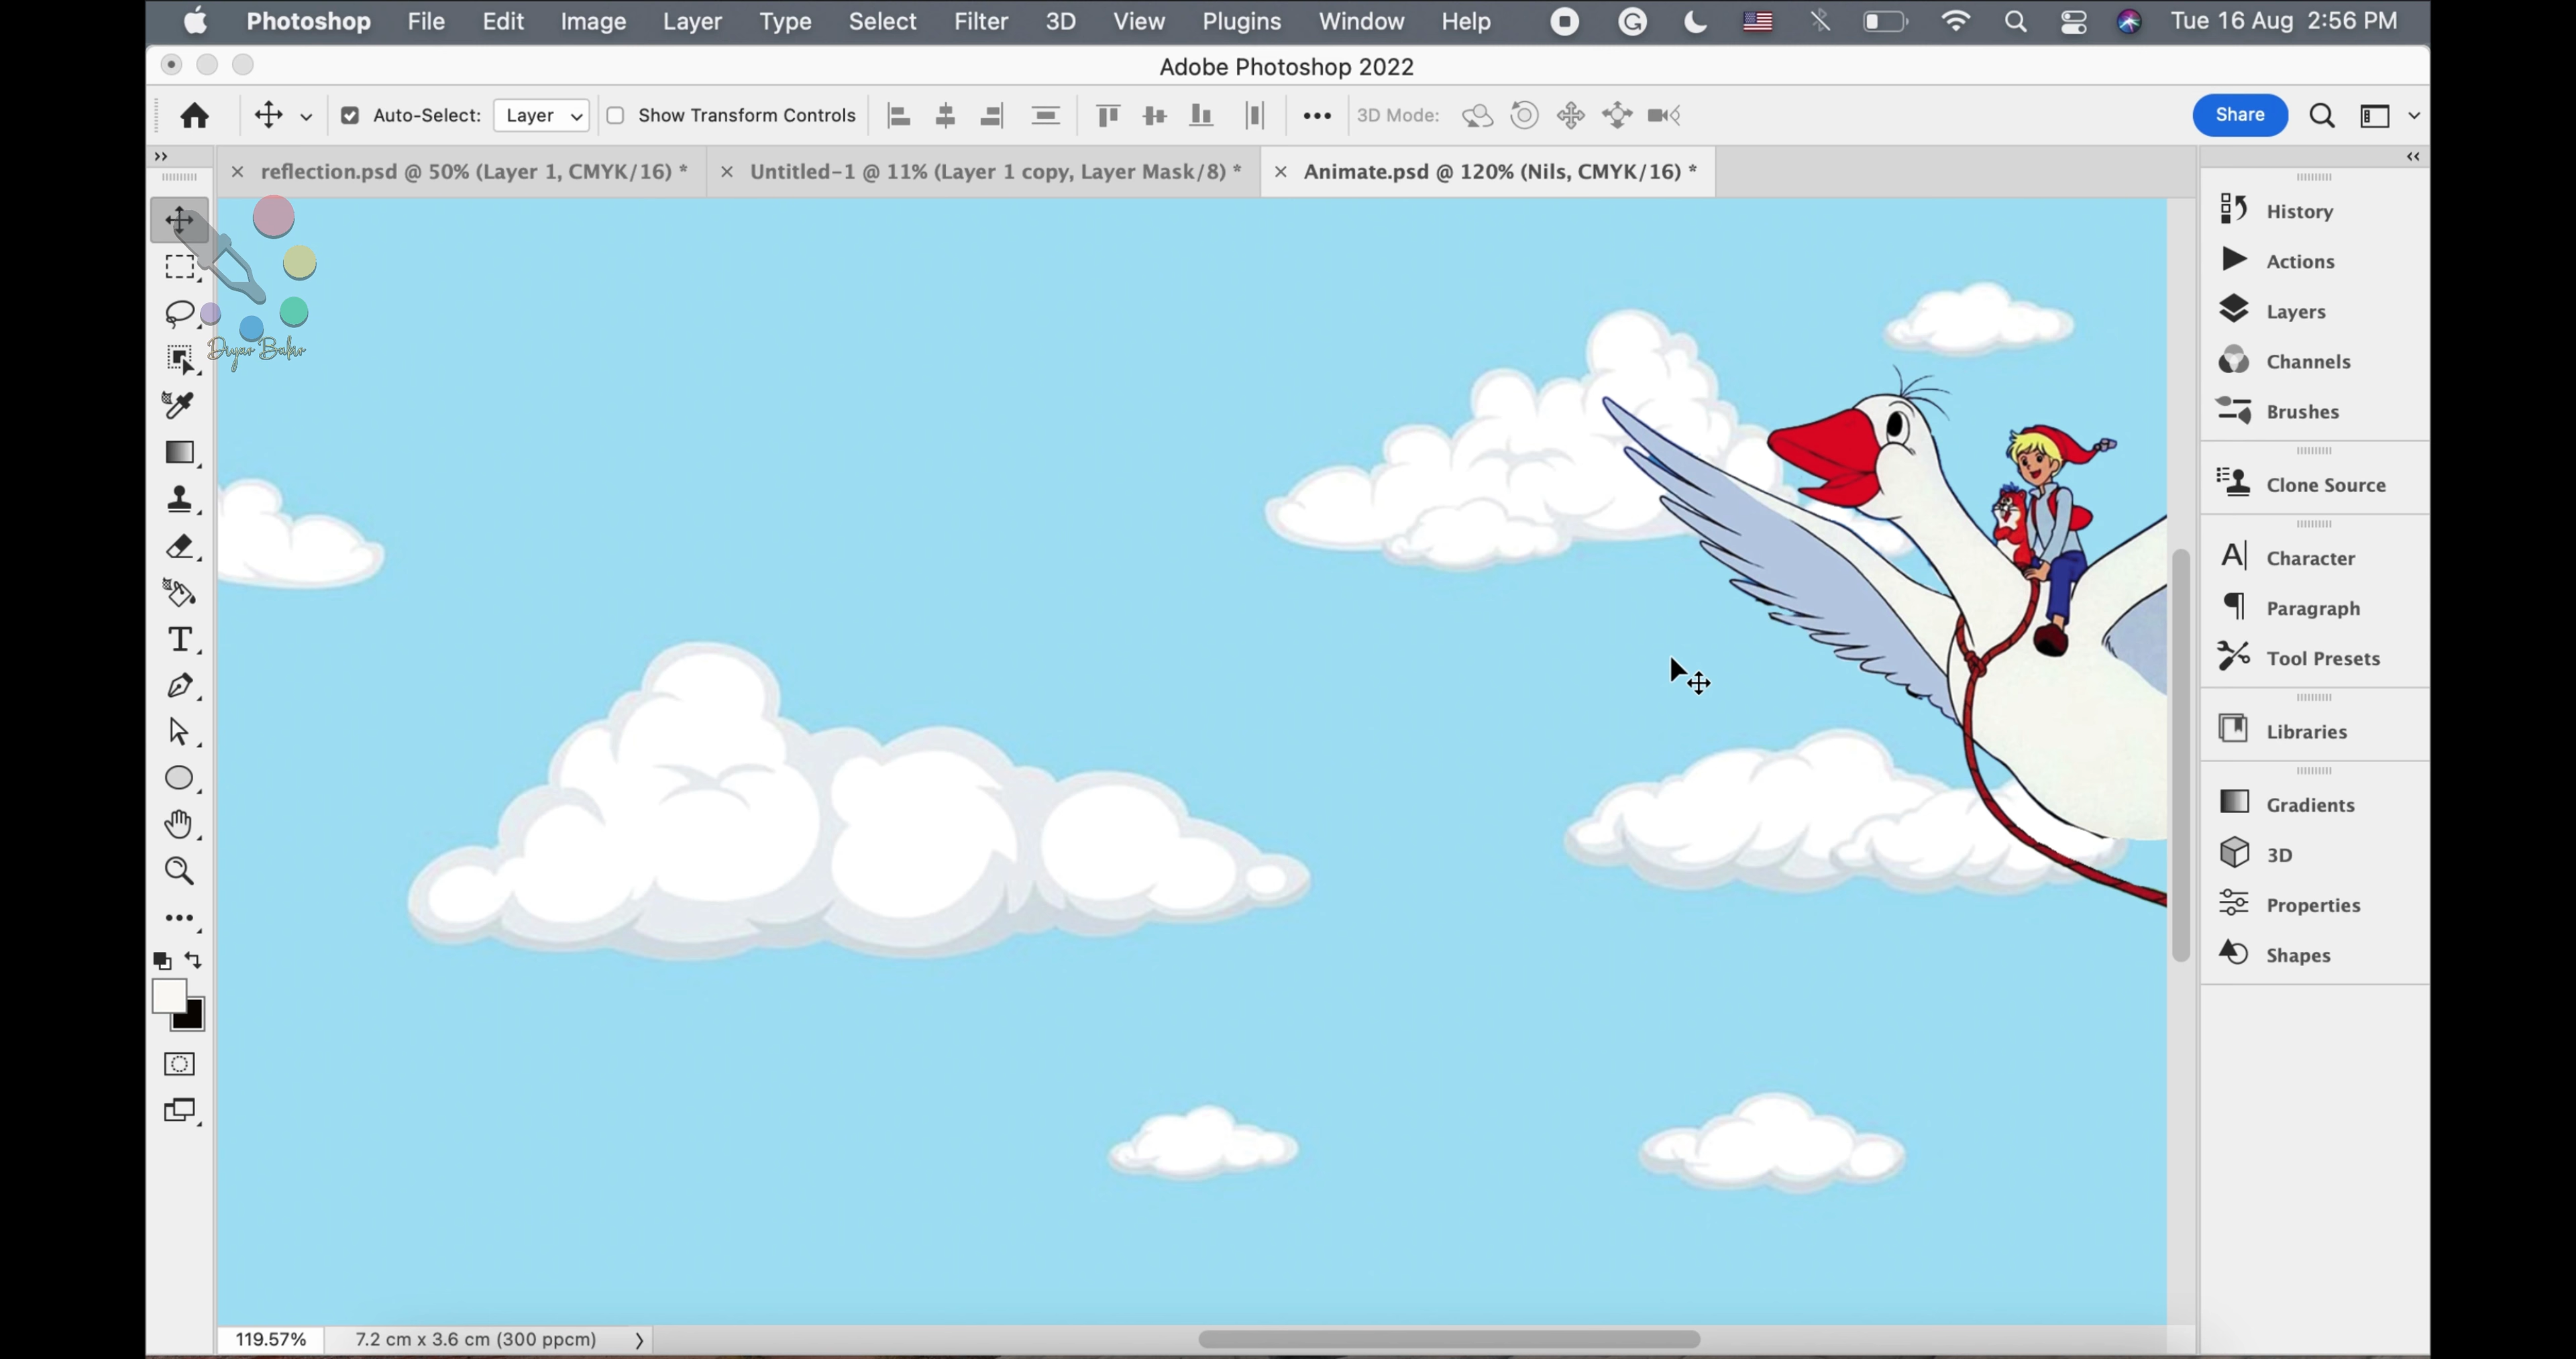 Photoshop File Edit Image Layer Type Select Filter 3D View Plugins Window Help Tue 16 Aug 2:56 PM
Adobe Photoshop 2022
Auto-Select: Layer Show Transform Controls 3D Mode: Share
reflection.psd @ 50% (Layer 1, CMYK/16) * Untitled-1 @ 11% (Layer 1 copy, Layer Mask/8) * Animate.psd @ 120% (Nils, CMYK/16) *
History
Actions
Layers
Channels
Brushes
Clone Source
Character
Paragraph
Tool Presets
Libraries
Gradients
3D
Properties
Shapes
Diyar Bakir
119.57% 7.2 cm x 3.6 cm (300 ppcm)